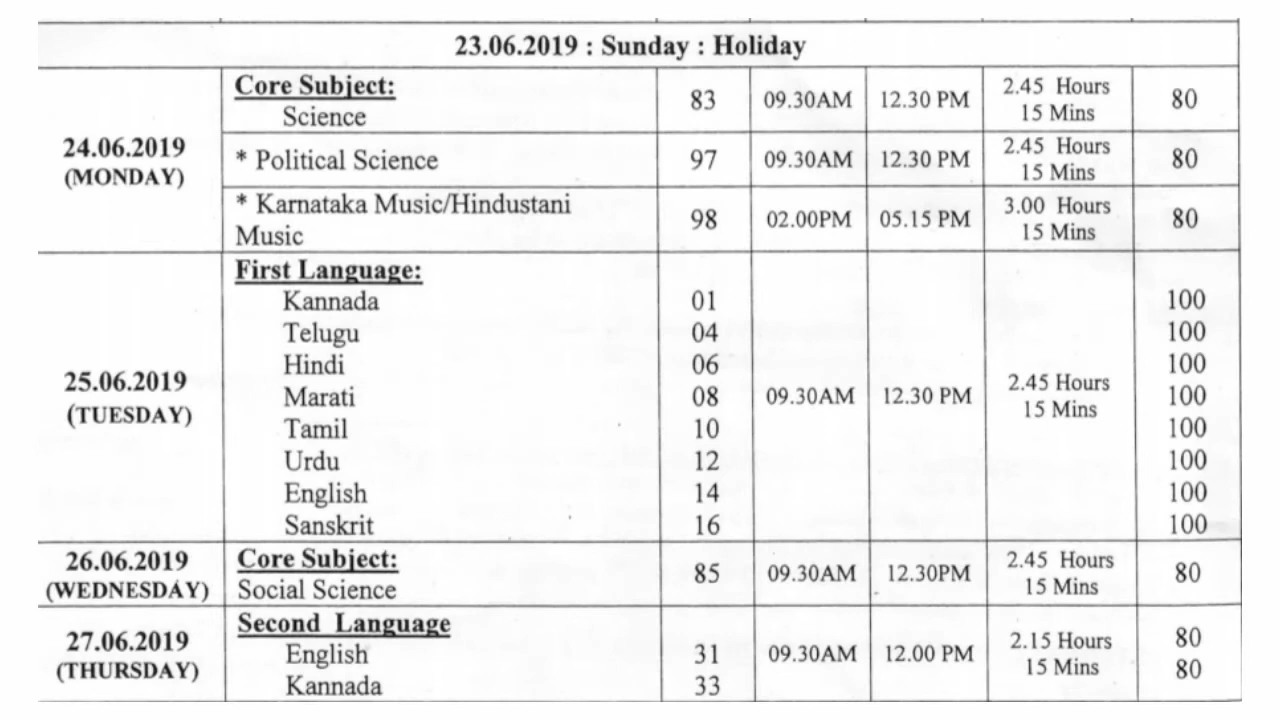 23.06.2019 : Sunday : Holiday
24.06.2019
(MONDAY)
Core Subject:
Science
83
09.30AM
12.30 PM
2.45 Hours
15 Mins
80
* Political Science
97
09.30AM
12.30 PM
2.45 Hours
15 Mins
80
* Karnataka Music/Hindustani
Music
98
02.00PM
05.15 PM
3.00 Hours
15 Mins
80
25.06.2019
(TUESDAY)
First Language:
Kannada 01 100
Telugu 04 100
Hindi 06 100
Marati 08 09.30AM 12.30 PM 2.45 Hours 15 Mins 100
Tamil 10 100
Urdu 12 100
English 14 100
Sanskrit 16 100
26.06.2019
(WEDNESDAY)
Core Subject:
Social Science
85
09.30AM
12.30PM
2.45 Hours
15 Mins
80
27.06.2019
(THURSDAY)
Second Language
English 31 09.30AM 12.00 PM 2.15 Hours 80
Kannada 33 15 Mins 80